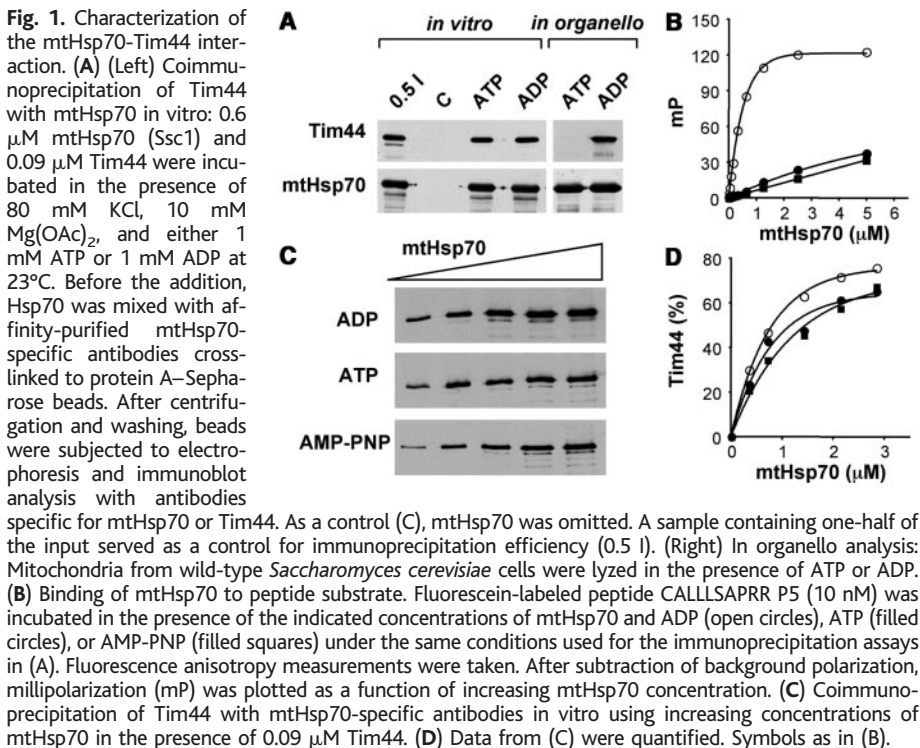 Fig. 1. Characterization of
the mtHsp70-Tim44 inter-
action. (A) (Left) Coimmu-
noprecipitation of Tim44
with mtHsp70 in vitro: 0.6
μM mtHsp70 (Ssc1) and
0.09 μM Tim44 were incu-
bated in the presence of
80 mM KCl, 10 mM
Mg(OAc)₂, and either 1
mM ATP or 1 mM ADP at
23°C. Before the addition,
Hsp70 was mixed with af-
finity-purified mtHsp70-
specific antibodies cross-
linked to protein A–Sepha-
rose beads. After centrifu-
gation and washing, beads
were subjected to electro-
phoresis and immunoblot
analysis with antibodies
specific for mtHsp70 or Tim44. As a control (C), mtHsp70 was omitted. A sample containing one-half of
the input served as a control for immunoprecipitation efficiency (0.5 I). (Right) In organello analysis:
Mitochondria from wild-type Saccharomyces cerevisiae cells were lyzed in the presence of ATP or ADP.
(B) Binding of mtHsp70 to peptide substrate. Fluorescein-labeled peptide CALLLSAPRR P5 (10 nM) was
incubated in the presence of the indicated concentrations of mtHsp70 and ADP (open circles), ATP (filled
circles), or AMP-PNP (filled squares) under the same conditions used for the immunoprecipitation assays
in (A). Fluorescence anisotropy measurements were taken. After subtraction of background polarization,
millipolarization (mP) was plotted as a function of increasing mtHsp70 concentration. (C) Coimmuno-
precipitation of Tim44 with mtHsp70-specific antibodies in vitro using increasing concentrations of
mtHsp70 in the presence of 0.09 μM Tim44. (D) Data from (C) were quantified. Symbols as in (B).
A
in vitro in organello
0.5 I C ATP ADP ATP ADP
Tim44
mtHsp70
B
mP
120
90
60
30
0
0 1 2 3 4 5 6
mtHsp70 (μM)
C
mtHsp70
ADP
ATP
AMP-PNP
D
Tim44 (%)
80
60
40
20
0
0 1 2 3
mtHsp70 (μM)